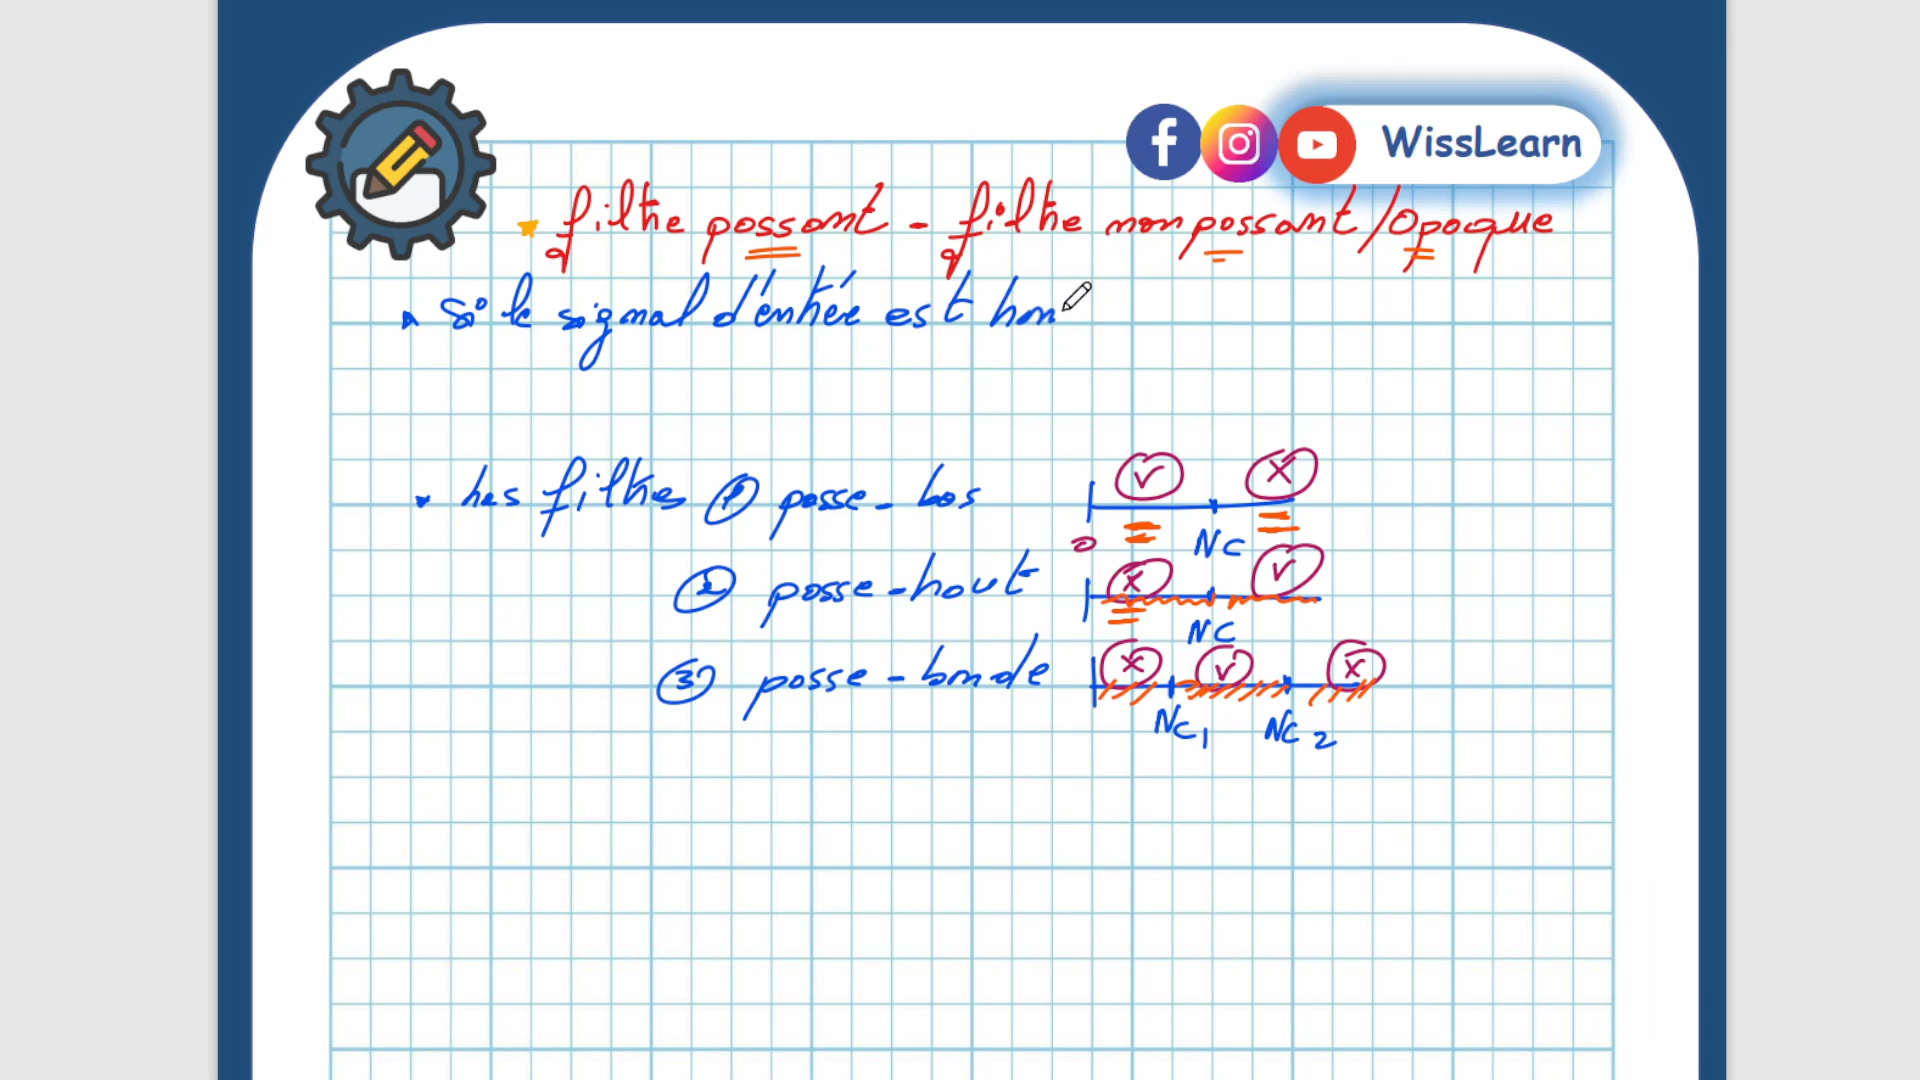 WissLearn
filtre passant - filtre non passant / Opaque
Si le signal d'entrée est
Les filtres ① passe-bas
V X
0 NC
② passe-haut
X V
NC
③ passe-bande
X V X
NC1 NC2